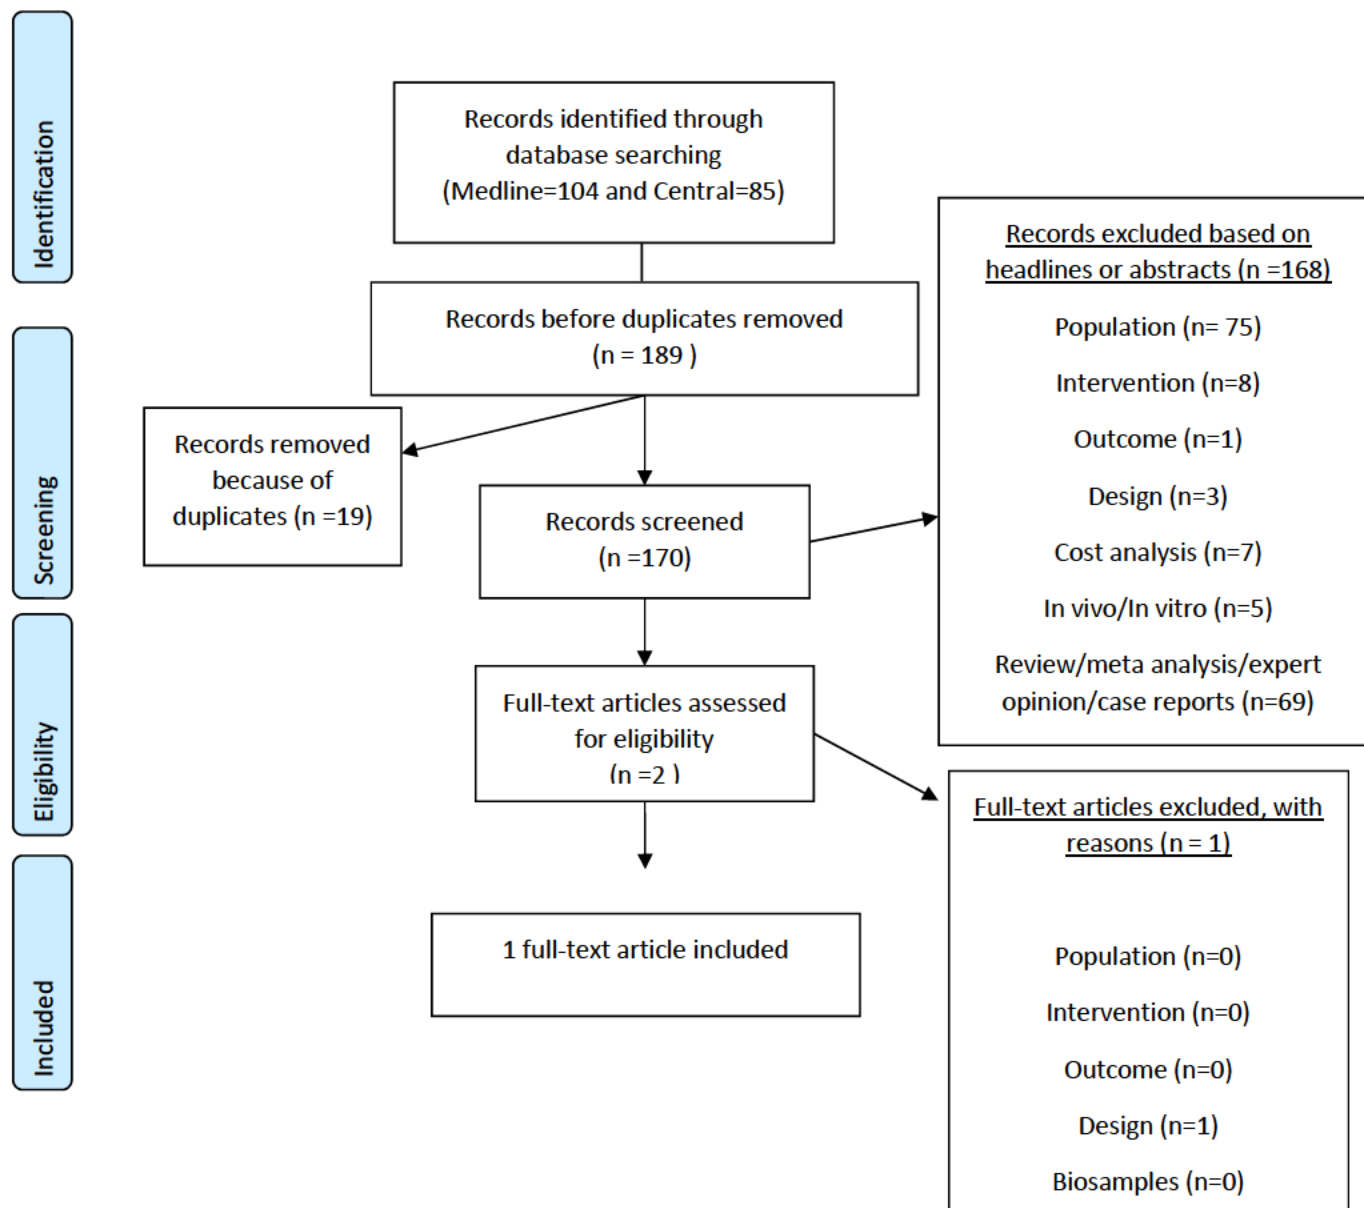 Identification
Records identified through
database searching
(Medline=104 and Central=85)
Records before duplicates removed
(n = 189 )
Records excluded based on
headlines or abstracts (n =168)
Population (n= 75)
Intervention (n=8)
Outcome (n=1)
Design (n=3)
Cost analysis (n=7)
In vivo/In vitro (n=5)
Review/meta analysis/expert
opinion/case reports (n=69)
Screening
Records removed
because of
duplicates (n =19)
Records screened
(n =170)
Eligibility
Full-text articles assessed
for eligibility
(n =2 )
Full-text articles excluded, with
reasons (n = 1)
Population (n=0)
Intervention (n=0)
Outcome (n=0)
Design (n=1)
Biosamples (n=0)
Included
1 full-text article included